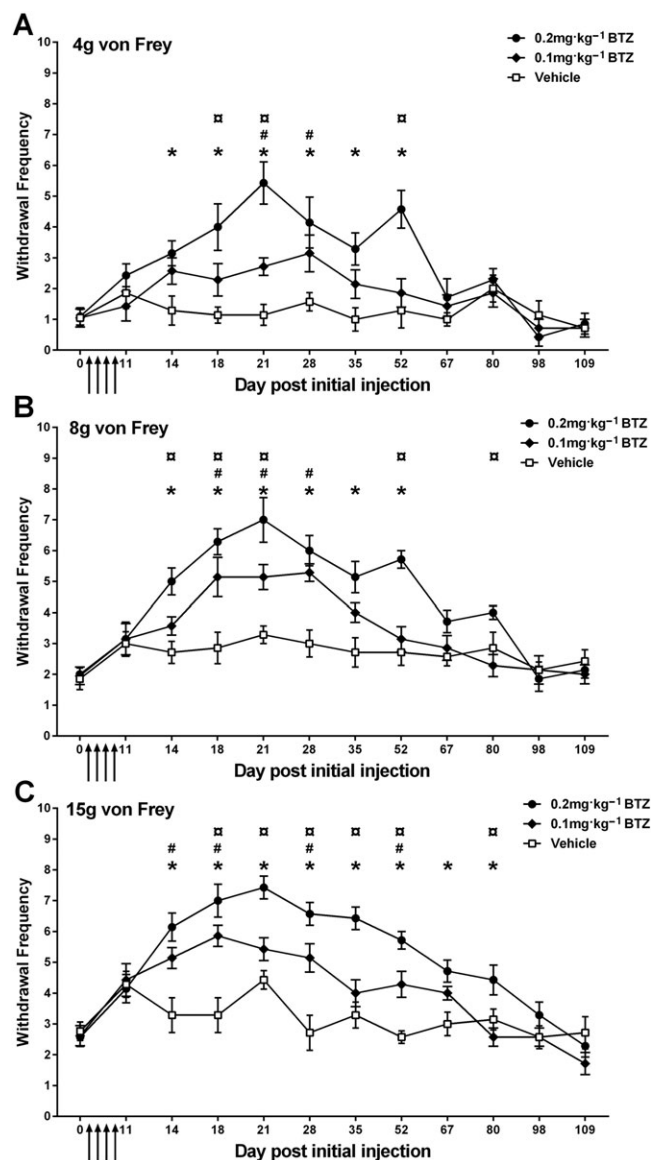 A
4g von Frey
0.2mg·kg⁻¹ BTZ
0.1mg·kg⁻¹ BTZ
Vehicle
10
9
8
¤ ¤ ¤
7
# #
* * * * * *
6
5
4
3
2
1
0
Withdrawal Frequency
0 11 14 18 21 28 35 52 67 80 98 109
Day post initial injection
B
8g von Frey
0.2mg·kg⁻¹ BTZ
0.1mg·kg⁻¹ BTZ
Vehicle
10
9
¤ ¤ ¤ ¤ ¤
# # #
8
* * * * * *
7
6
5
4
3
2
1
0
Withdrawal Frequency
0 11 14 18 21 28 35 52 67 80 98 109
Day post initial injection
C
15g von Frey
0.2mg·kg⁻¹ BTZ
0.1mg·kg⁻¹ BTZ
Vehicle
10
9
¤ ¤ ¤ ¤ ¤ ¤
# # # #
8
* * * * * * * *
7
6
5
4
3
2
1
0
Withdrawal Frequency
0 11 14 18 21 28 35 52 67 80 98 109
Day post initial injection